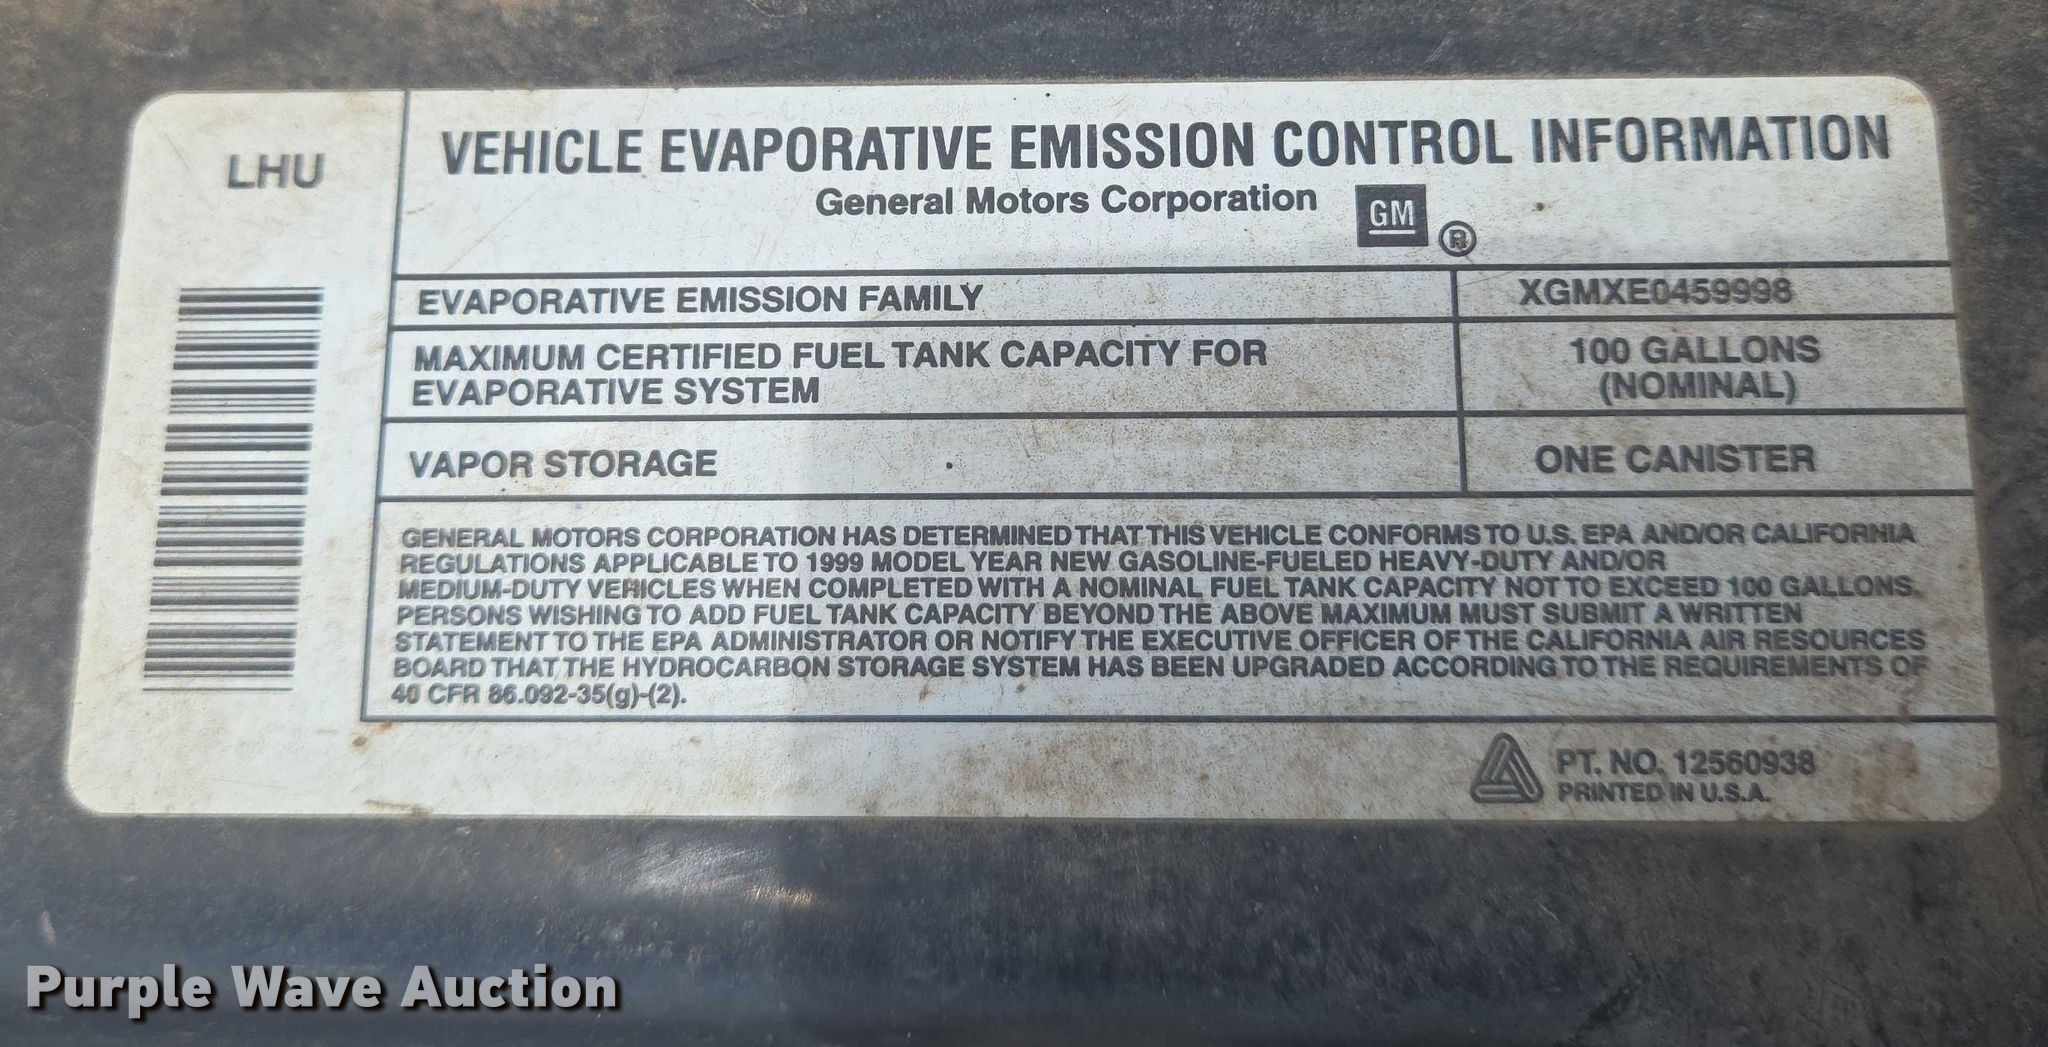 LHU
VEHICLE EVAPORATIVE EMISSION CONTROL INFORMATION
General Motors Corporation
GM
®
EVAPORATIVE EMISSION FAMILY XGMXE0459998
MAXIMUM CERTIFIED FUEL TANK CAPACITY FOR
EVAPORATIVE SYSTEM
100 GALLONS
(NOMINAL)
VAPOR STORAGE ONE CANISTER
GENERAL MOTORS CORPORATION HAS DETERMINED THAT THIS VEHICLE CONFORMS TO U.S. EPA AND/OR CALIFORNIA
REGULATIONS APPLICABLE TO 1999 MODEL YEAR NEW GASOLINE-FUELED HEAVY-DUTY AND/OR
MEDIUM-DUTY VEHICLES WHEN COMPLETED WITH A NOMINAL FUEL TANK CAPACITY NOT TO EXCEED 100 GALLONS.
PERSONS WISHING TO ADD FUEL TANK CAPACITY BEYOND THE ABOVE MAXIMUM MUST SUBMIT A WRITTEN
STATEMENT TO THE EPA ADMINISTRATOR OR NOTIFY THE EXECUTIVE OFFICER OF THE CALIFORNIA AIR RESOURCES
BOARD THAT THE HYDROCARBON STORAGE SYSTEM HAS BEEN UPGRADED ACCORDING TO THE REQUIREMENTS OF
40 CFR 86.092-35(g)-(2).
PT. NO. 12560938
PRINTED IN U.S.A.
Purple Wave Auction